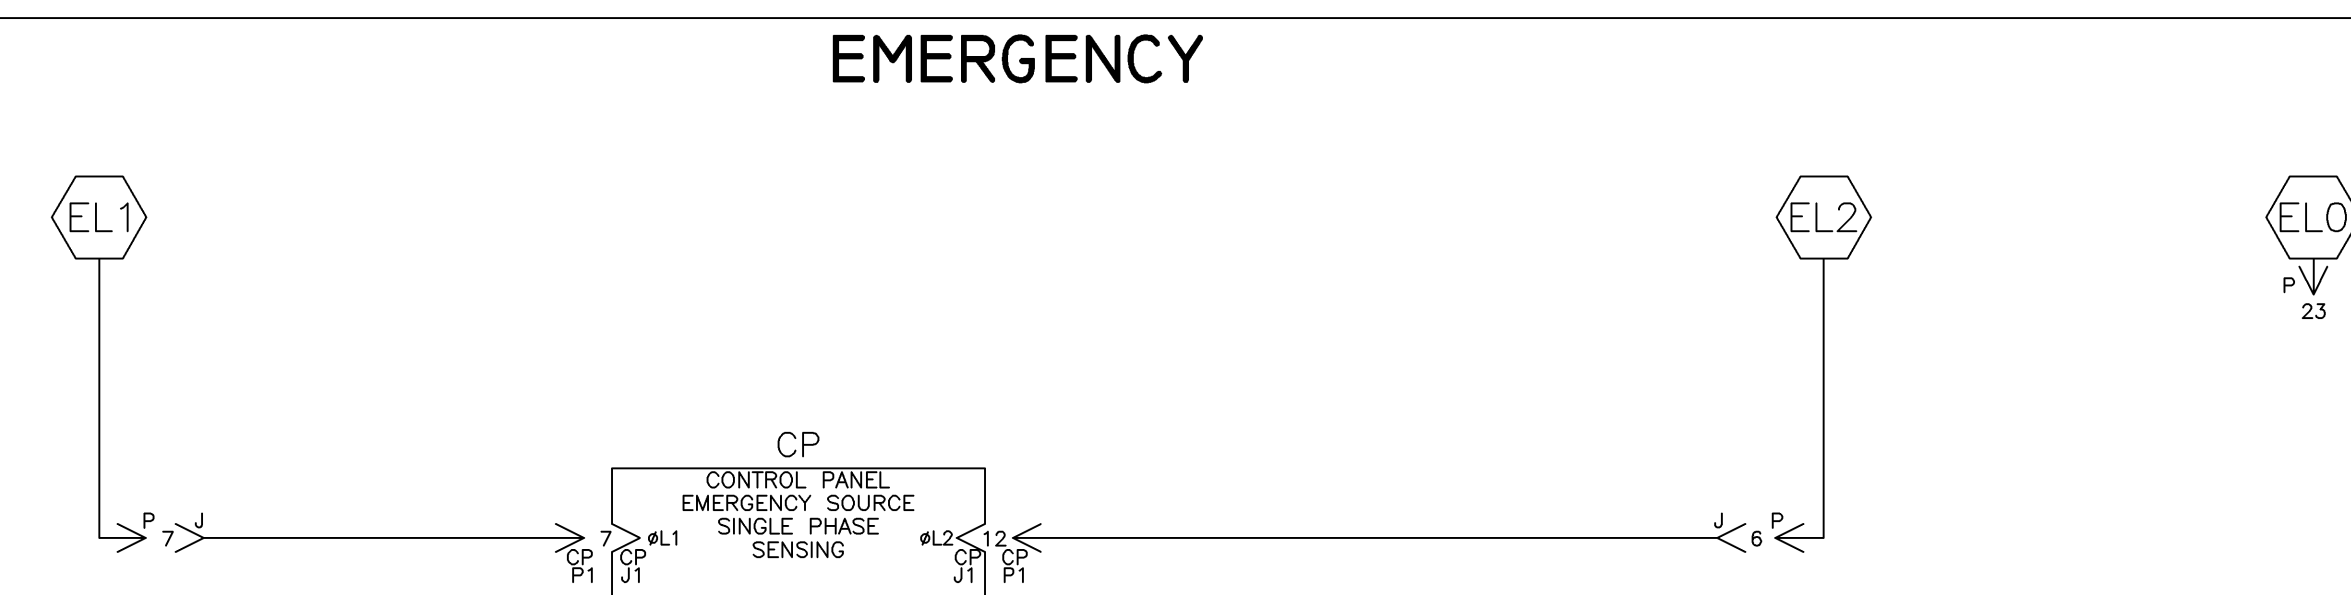 EMERGENCY
EL1
EL2
EL0
P
23
CP
CONTROL PANEL
EMERGENCY SOURCE
SINGLE PHASE
SENSING
P
7
J
7
øL1
øL2
12
J
6
P
CP
P1
CP
J1
CP
J1
CP
P1